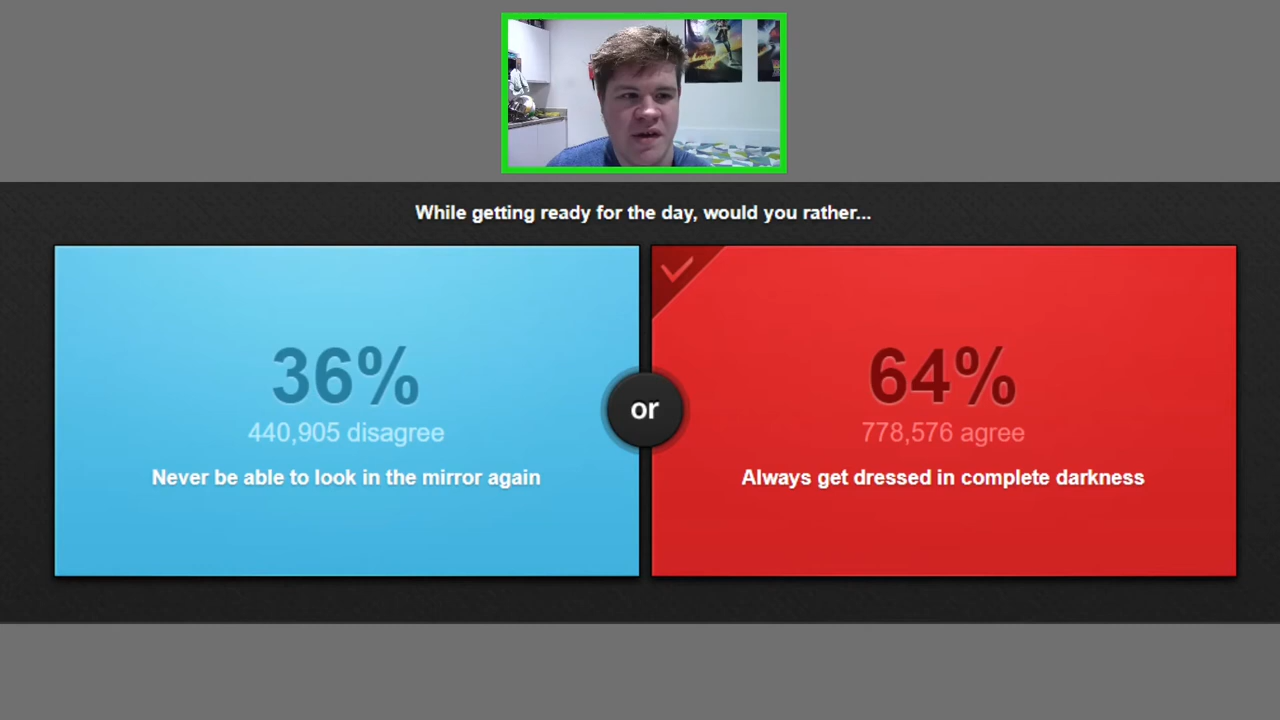 While getting ready for the day, would you rather...
36%
440,905 disagree
Never be able to look in the mirror again
or
64%
778,576 agree
Always get dressed in complete darkness